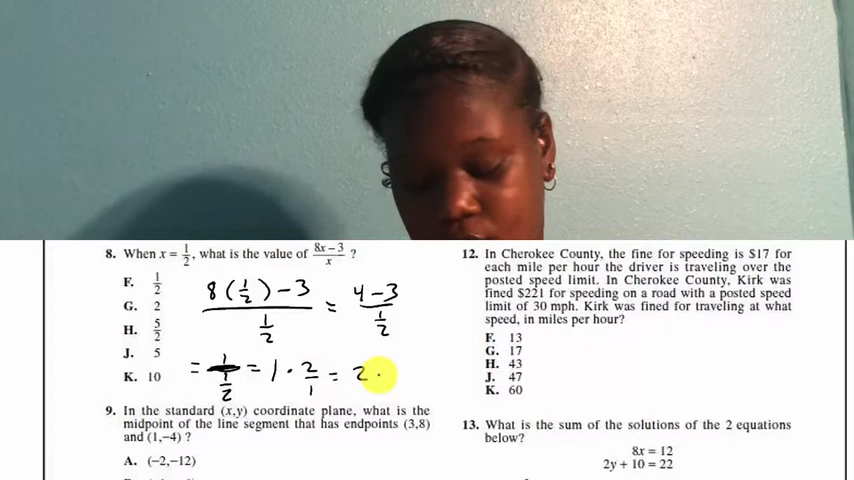 8. When x = 1/2, what is the value of (8x − 3)/x ?
F. 1/2
G. 2
H. 5/2
J. 5
K. 10
(8(1/2) − 3)/(1/2) = (4 − 3)/(1/2)
= 1/(1/2) = 1 · 2/1 = 2 .
9. In the standard (x,y) coordinate plane, what is the
midpoint of the line segment that has endpoints (3,8)
and (1,−4) ?
A. (−2,−12)
12. In Cherokee County, the fine for speeding is $17 for
each mile per hour the driver is traveling over the
posted speed limit. In Cherokee County, Kirk was
fined $221 for speeding on a road with a posted speed
limit of 30 mph. Kirk was fined for traveling at what
speed, in miles per hour?
F. 13
G. 17
H. 43
J. 47
K. 60
13. What is the sum of the solutions of the 2 equations
below?
8x = 12
2y + 10 = 22